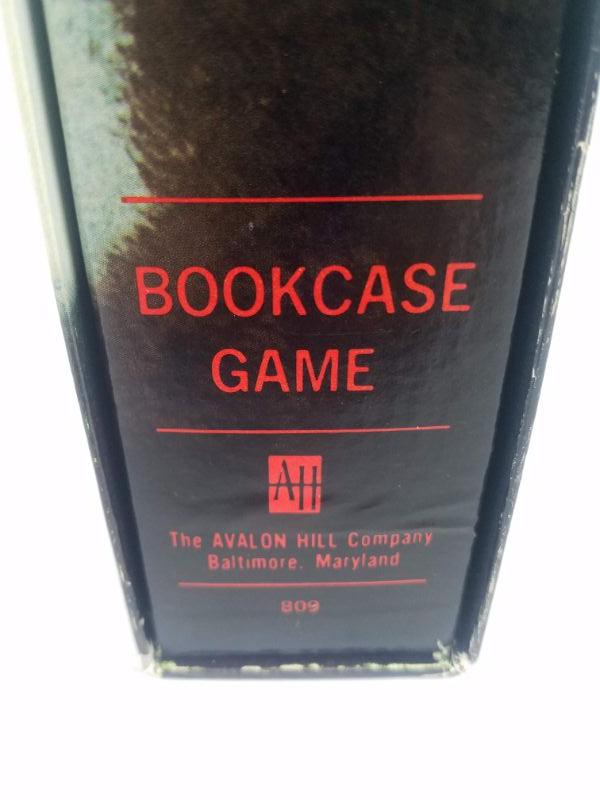 BOOKCASE
GAME
AH
The AVALON HILL Company
Baltimore, Maryland
809